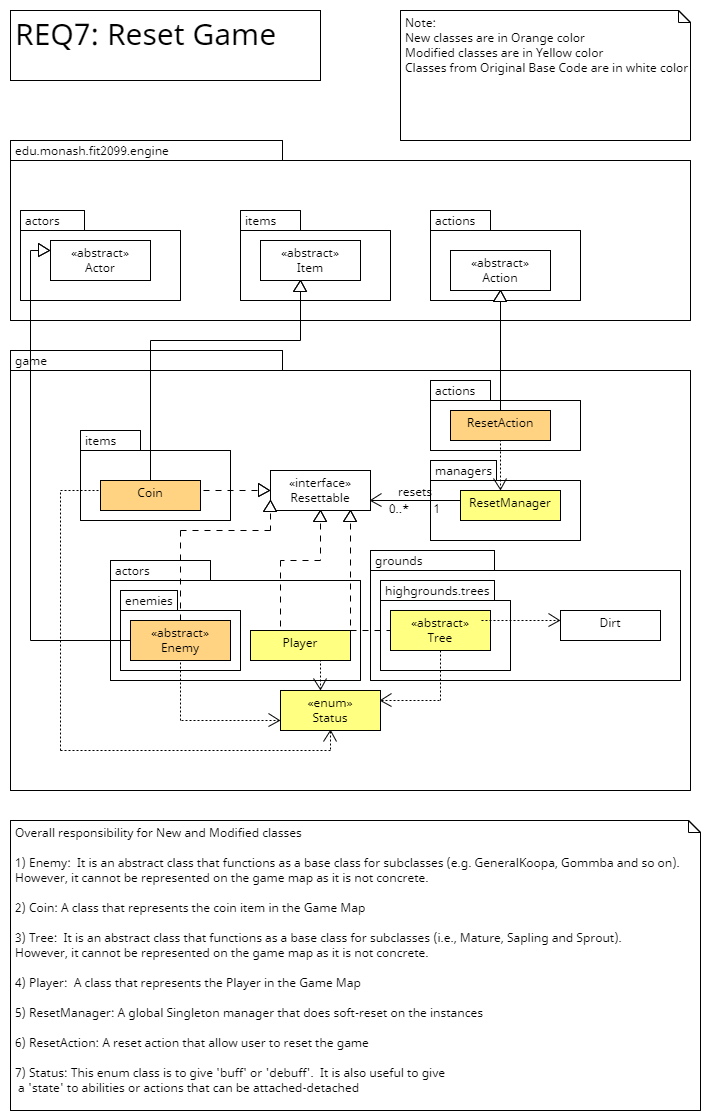 REQ7: Reset Game
Note:
New classes are in Orange color
Modified classes are in Yellow color
Classes from Original Base Code are in white color
edu.monash.fit2099.engine
actors
«abstract»
Actor
items
«abstract»
Item
actions
«abstract»
Action
game
actions
ResetAction
items
Coin
«interface»
Resettable
resets
0..*
1
managers
ResetManager
actors
enemies
«abstract»
Enemy
Player
grounds
highgrounds.trees
«abstract»
Tree
Dirt
«enum»
Status
Overall responsibility for New and Modified classes
1) Enemy:  It is an abstract class that functions as a base class for subclasses (e.g. GeneralKoopa, Gommba and so on).
However, it cannot be represented on the game map as it is not concrete.
2) Coin: A class that represents the coin item in the Game Map
3) Tree:  It is an abstract class that functions as a base class for subclasses (i.e., Mature, Sapling and Sprout).
However, it cannot be represented on the game map as it is not concrete.
4) Player:  A class that represents the Player in the Game Map
5) ResetManager: A global Singleton manager that does soft-reset on the instances
6) ResetAction: A reset action that allow user to reset the game
7) Status: This enum class is to give 'buff' or 'debuff'.  It is also useful to give
a 'state' to abilities or actions that can be attached-detached